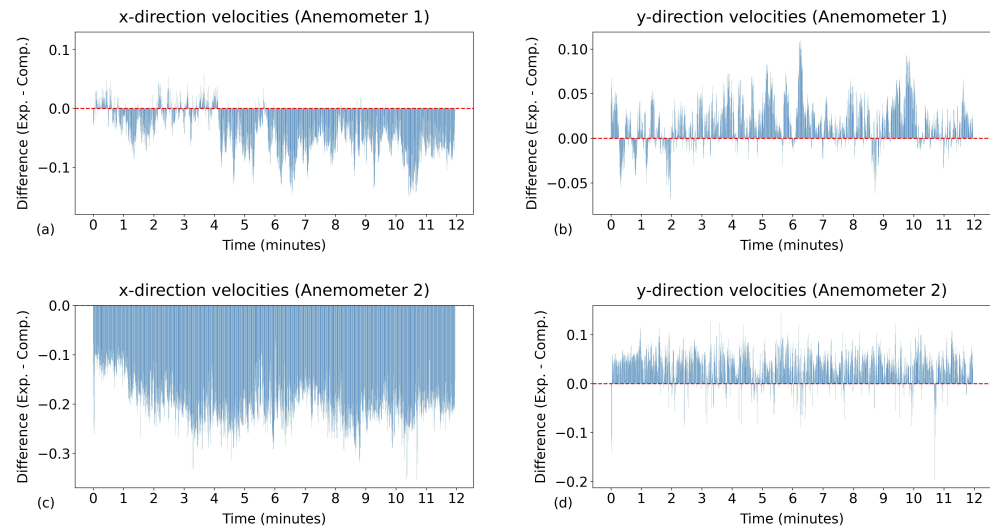 x-direction velocities (Anemometer 1)
Difference (Exp. - Comp.)
0.1
0.0
−0.1
0 1 2 3 4 5 6 7 8 9 10 11 12
Time (minutes)
(a)
y-direction velocities (Anemometer 1)
Difference (Exp. - Comp.)
0.10
0.05
0.00
−0.05
0 1 2 3 4 5 6 7 8 9 10 11 12
Time (minutes)
(b)
x-direction velocities (Anemometer 2)
Difference (Exp. - Comp.)
0.0
−0.1
−0.2
−0.3
0 1 2 3 4 5 6 7 8 9 10 11 12
Time (minutes)
(c)
y-direction velocities (Anemometer 2)
Difference (Exp. - Comp.)
0.1
0.0
−0.1
−0.2
0 1 2 3 4 5 6 7 8 9 10 11 12
Time (minutes)
(d)